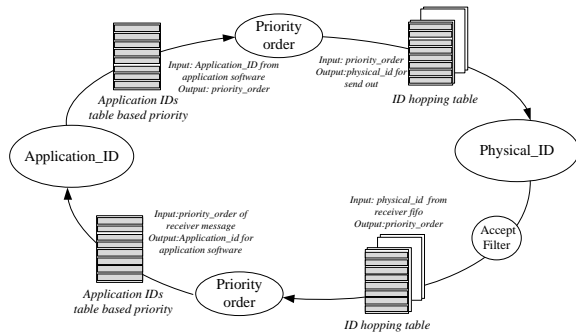 Priority
order
Input: Application_ID from
application software
Output: priority_order
Input: priority_order
Output:physical_id for
send out
Application IDs
table based priority
ID hopping table
Application_ID
Physical_ID
Input: physical_id from
receiver fifo
Output:priority_order
Input:priority_order of
receiver message
Output:Application_id for
application software
Accept
Filter
Application IDs
table based priority
Priority
order
ID hopping table